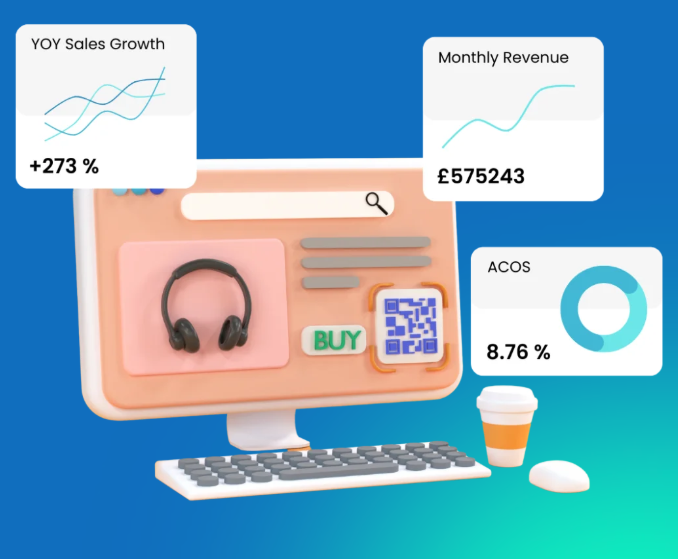 YOY Sales Growth
+273 %
Monthly Revenue
£575243
ACOS
8.76 %
BUY